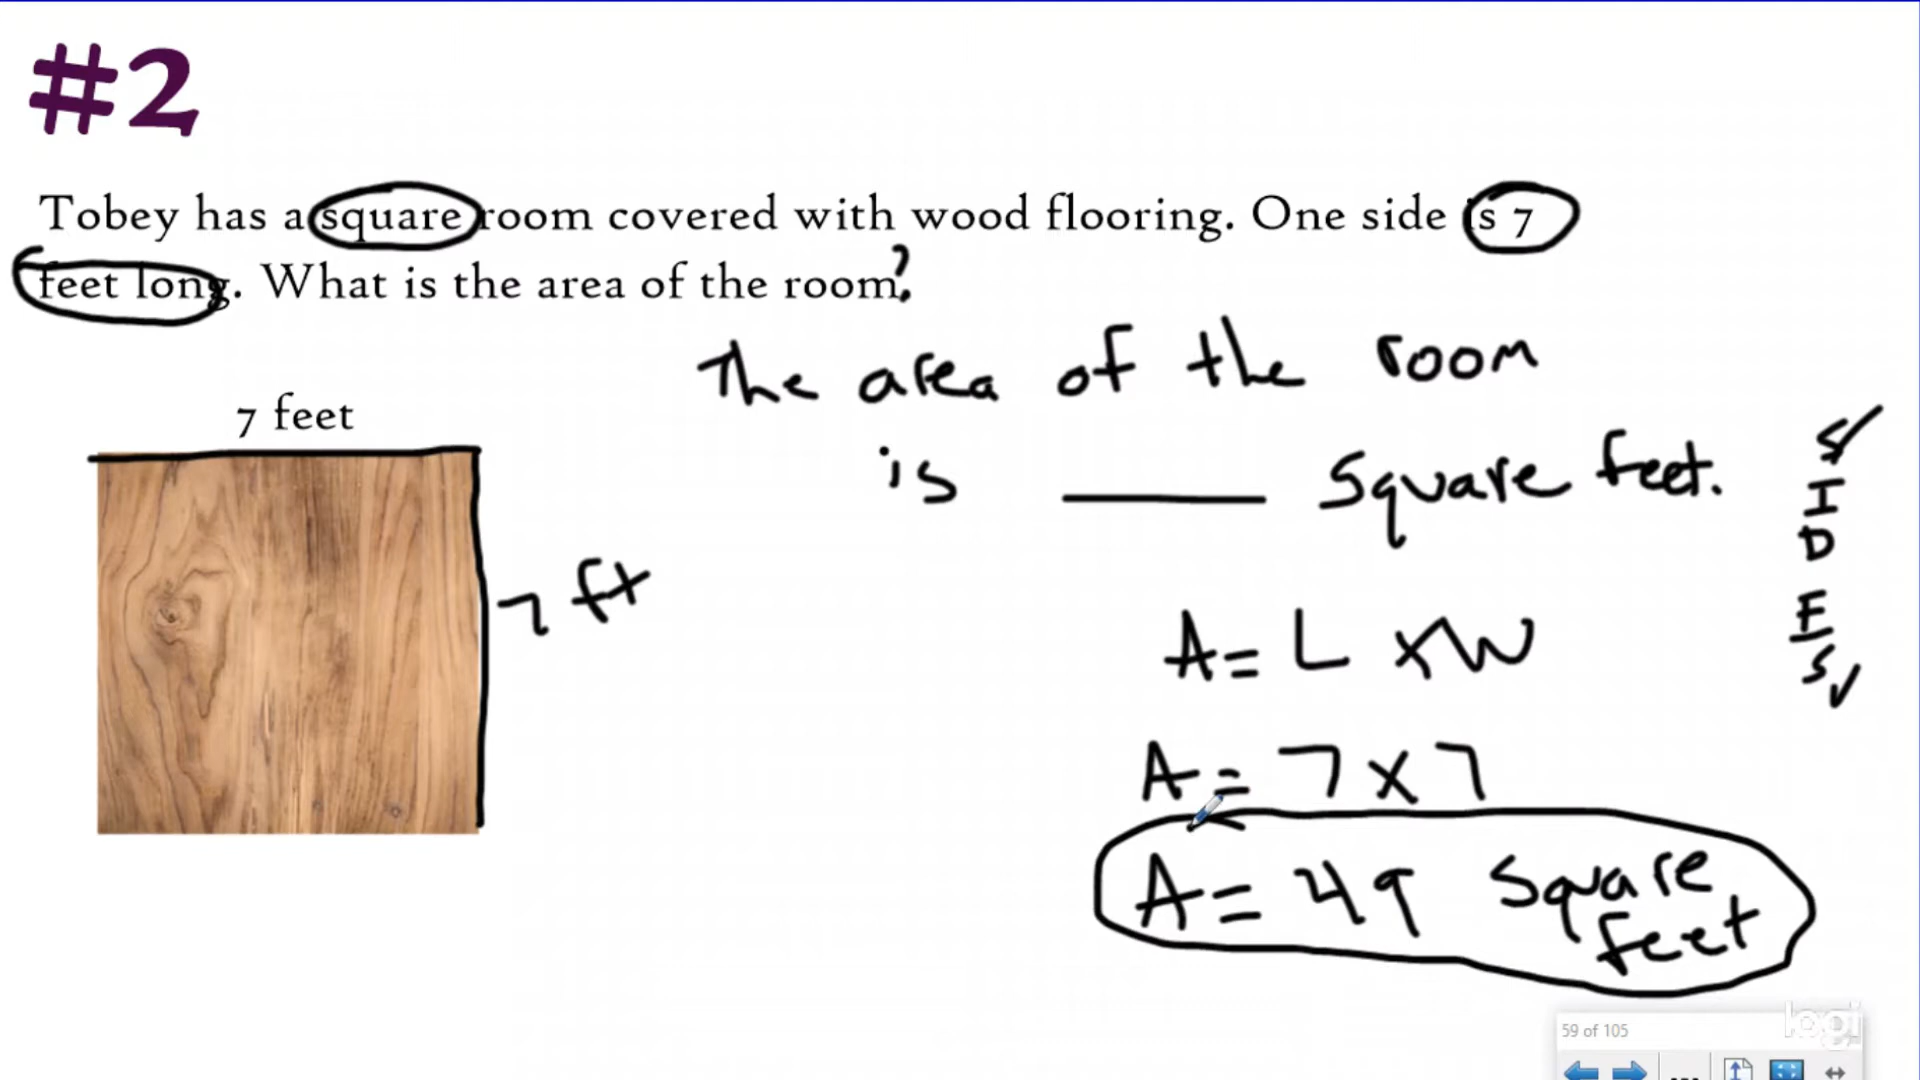 #2
Tobey has a square room covered with wood flooring. One side is 7
feet long. What is the area of the room?
7 feet
7 ft
The area of the room
is ____ square feet.
S
I
D
E
S
A = L x W
A = 7 x 7
A = 49 square
feet
59 of 105
logi